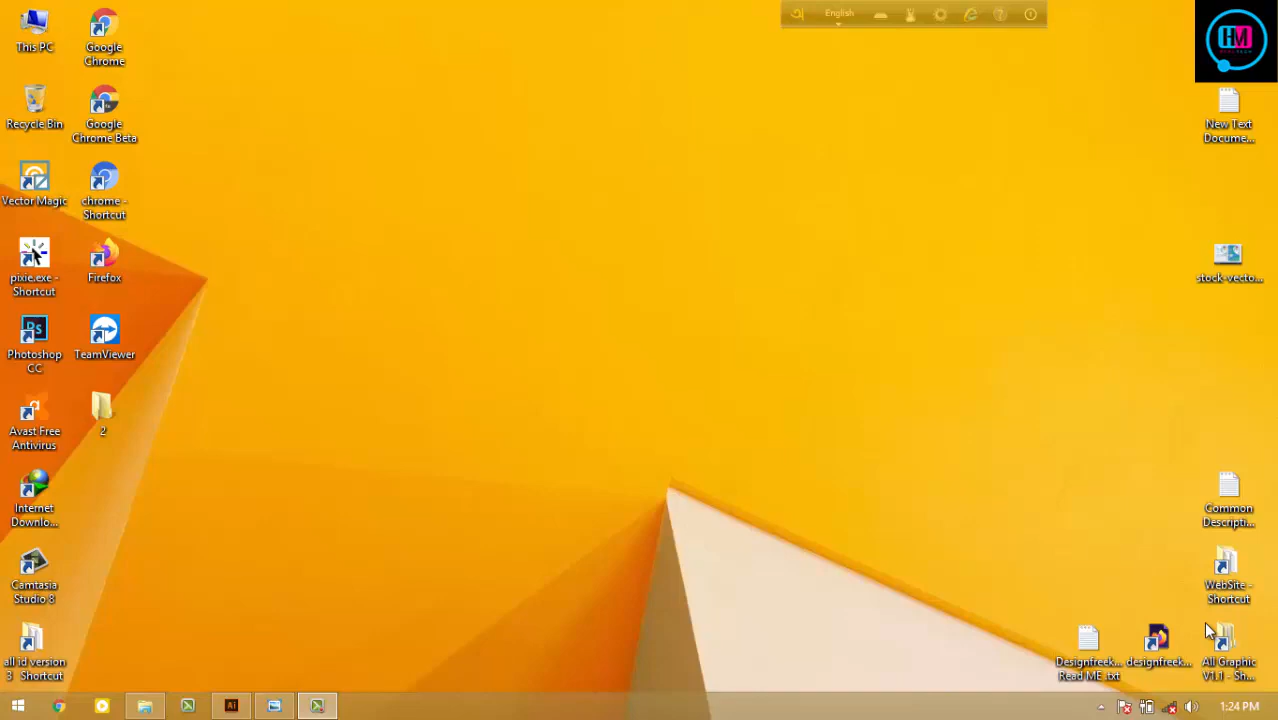 This PC
Google
Chrome
অ
English
HM
Recycle Bin
Google
Chrome Beta
New Text
Docume...
Vector Magic
chrome -
Shortcut
pixie.exe -
Shortcut
Firefox
stock-vecto...
Ps
Photoshop
CC
TeamViewer
Avast Free
Antivirus
2
Internet
Downlo...
Common
Descripti...
Camtasia
Studio 8
WebSite -
Shortcut
all id version
3 Shortcut
Designfreek...
Read ME .txt
designfreek...
All Graphic
V1.1 - Sh...
Ai
1:24 PM